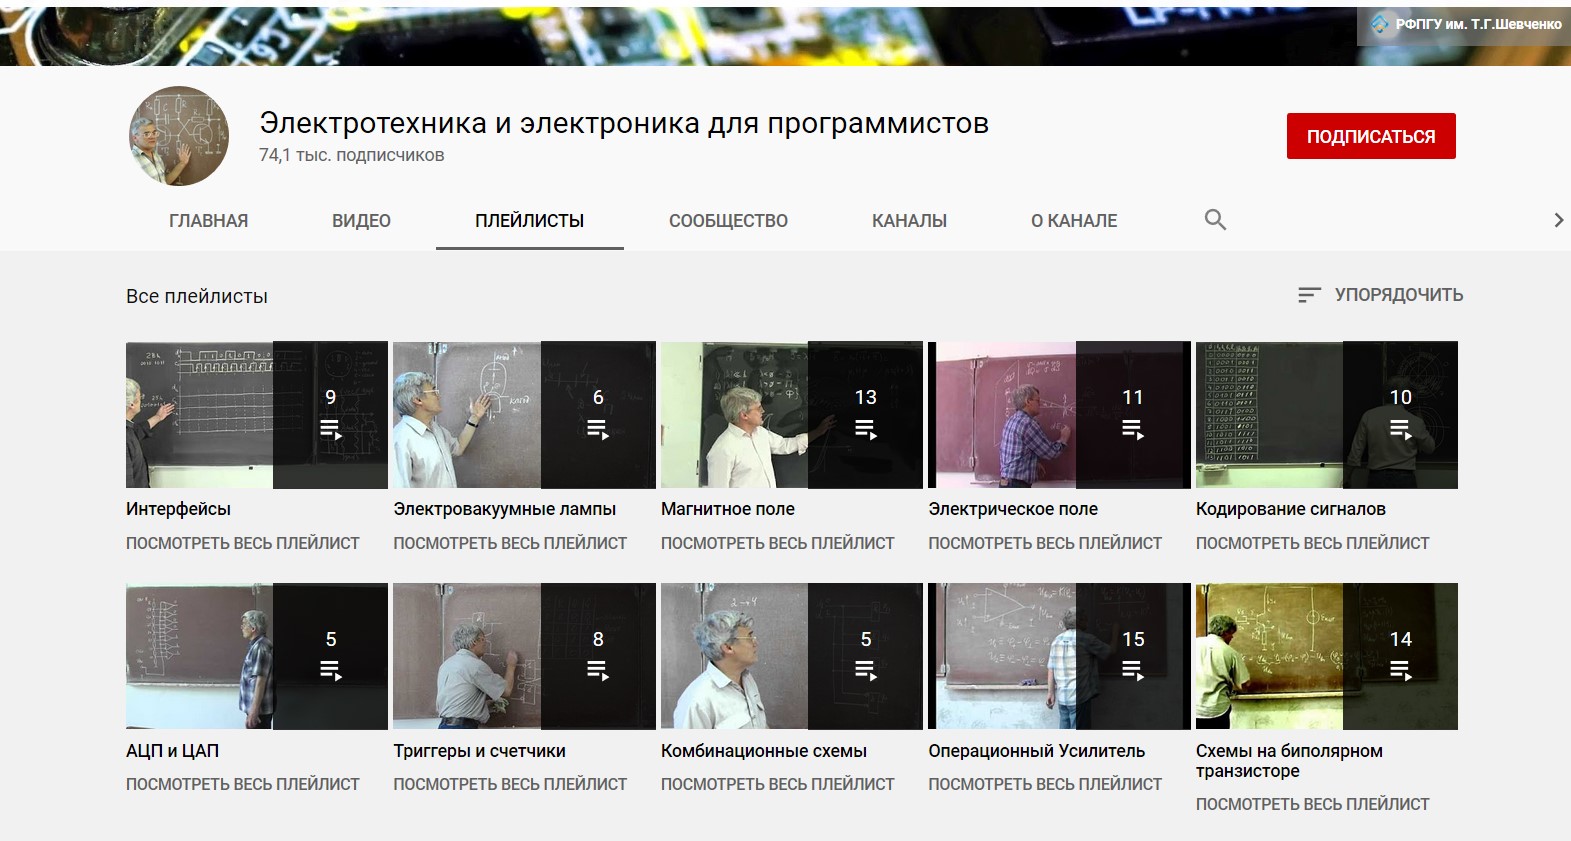 РФПГУ им. Т.Г.Шевченко
Электротехника и электроника для программистов
74,1 тыс. подписчиков
ПОДПИСАТЬСЯ
ГЛАВНАЯ ВИДЕО ПЛЕЙЛИСТЫ СООБЩЕСТВО КАНАЛЫ О КАНАЛЕ
Все плейлисты
УПОРЯДОЧИТЬ
9 6 13 11 10
Интерфейсы Электровакуумные лампы Магнитное поле Электрическое поле Кодирование сигналов
ПОСМОТРЕТЬ ВЕСЬ ПЛЕЙЛИСТ ПОСМОТРЕТЬ ВЕСЬ ПЛЕЙЛИСТ ПОСМОТРЕТЬ ВЕСЬ ПЛЕЙЛИСТ ПОСМОТРЕТЬ ВЕСЬ ПЛЕЙЛИСТ ПОСМОТРЕТЬ ВЕСЬ ПЛЕЙЛИСТ
5 8 5 15 14
АЦП и ЦАП Триггеры и счетчики Комбинационные схемы Операционный Усилитель Схемы на биполярном
транзисторе
ПОСМОТРЕТЬ ВЕСЬ ПЛЕЙЛИСТ ПОСМОТРЕТЬ ВЕСЬ ПЛЕЙЛИСТ ПОСМОТРЕТЬ ВЕСЬ ПЛЕЙЛИСТ ПОСМОТРЕТЬ ВЕСЬ ПЛЕЙЛИСТ
ПОСМОТРЕТЬ ВЕСЬ ПЛЕЙЛИСТ